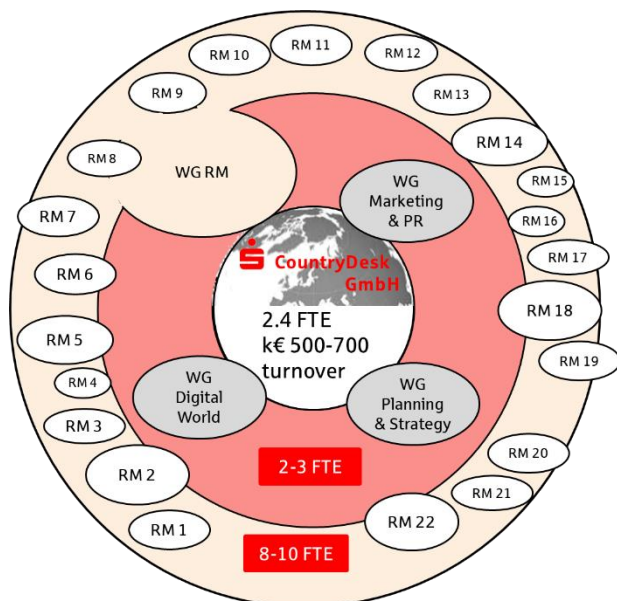 RM 11
RM 10
RM 12
RM 9
RM 13
RM 14
RM 8
WG RM
RM 15
WG
Marketing
& PR
RM 7
RM 16
RM 17
RM 6
CountryDesk
GmbH
RM 18
2.4 FTE
k€ 500-700
turnover
RM 5
RM 19
RM 4
WG
Digital
World
WG
Planning
& Strategy
RM 3
RM 20
RM 2
2-3 FTE
RM 21
RM 1
RM 22
8-10 FTE